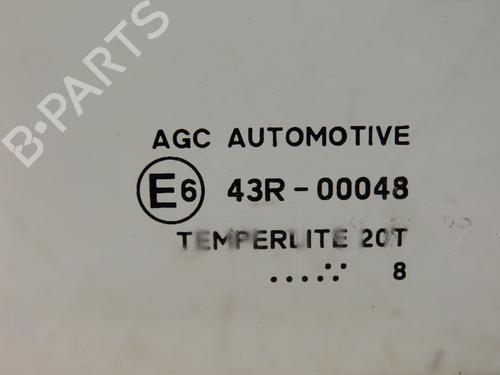 B-PARTS
AGC AUTOMOTIVE
E6 43R-00048
TEMPERLITE 20T
......: 8